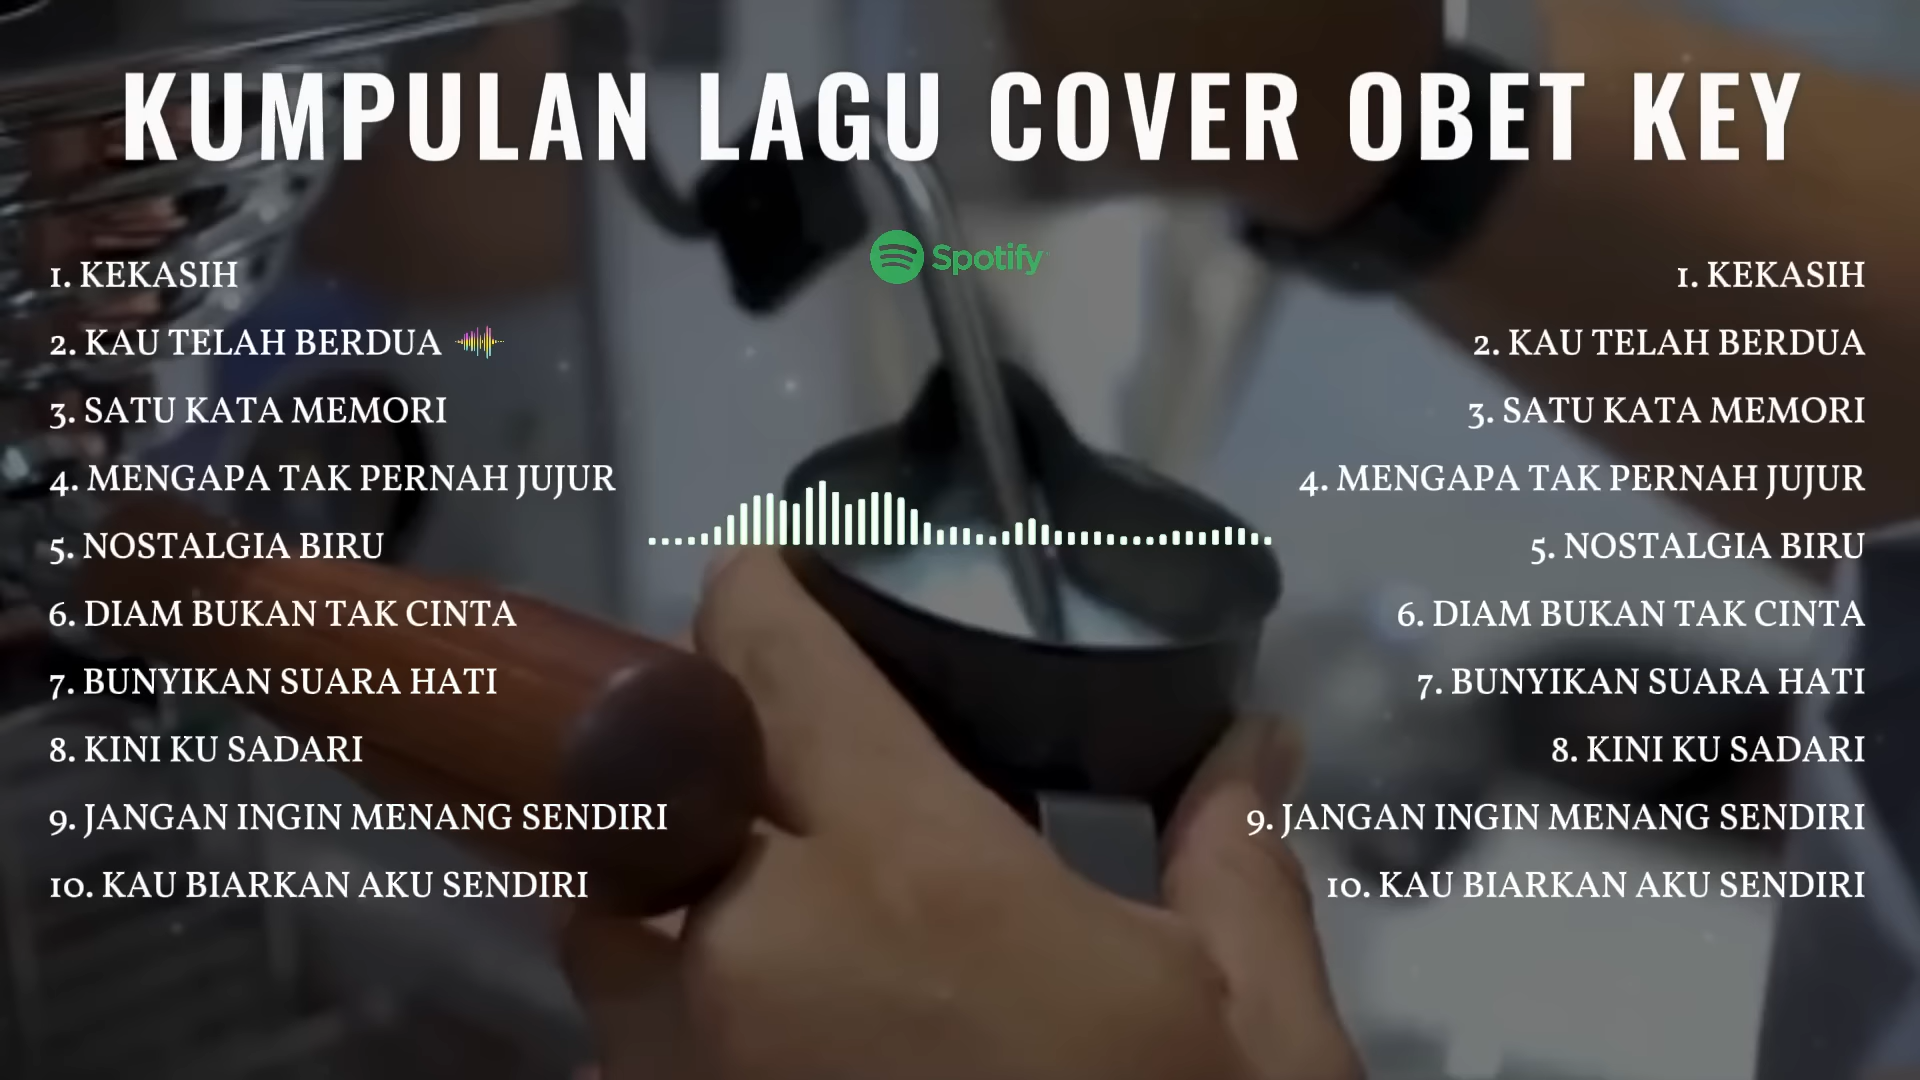 KUMPULAN LAGU COVER OBET KEY
Spotify
1. KEKASIH
2. KAU TELAH BERDUA
3. SATU KATA MEMORI
4. MENGAPA TAK PERNAH JUJUR
5. NOSTALGIA BIRU
6. DIAM BUKAN TAK CINTA
7. BUNYIKAN SUARA HATI
8. KINI KU SADARI
9. JANGAN INGIN MENANG SENDIRI
10. KAU BIARKAN AKU SENDIRI
1. KEKASIH
2. KAU TELAH BERDUA
3. SATU KATA MEMORI
4. MENGAPA TAK PERNAH JUJUR
5. NOSTALGIA BIRU
6. DIAM BUKAN TAK CINTA
7. BUNYIKAN SUARA HATI
8. KINI KU SADARI
9. JANGAN INGIN MENANG SENDIRI
10. KAU BIARKAN AKU SENDIRI